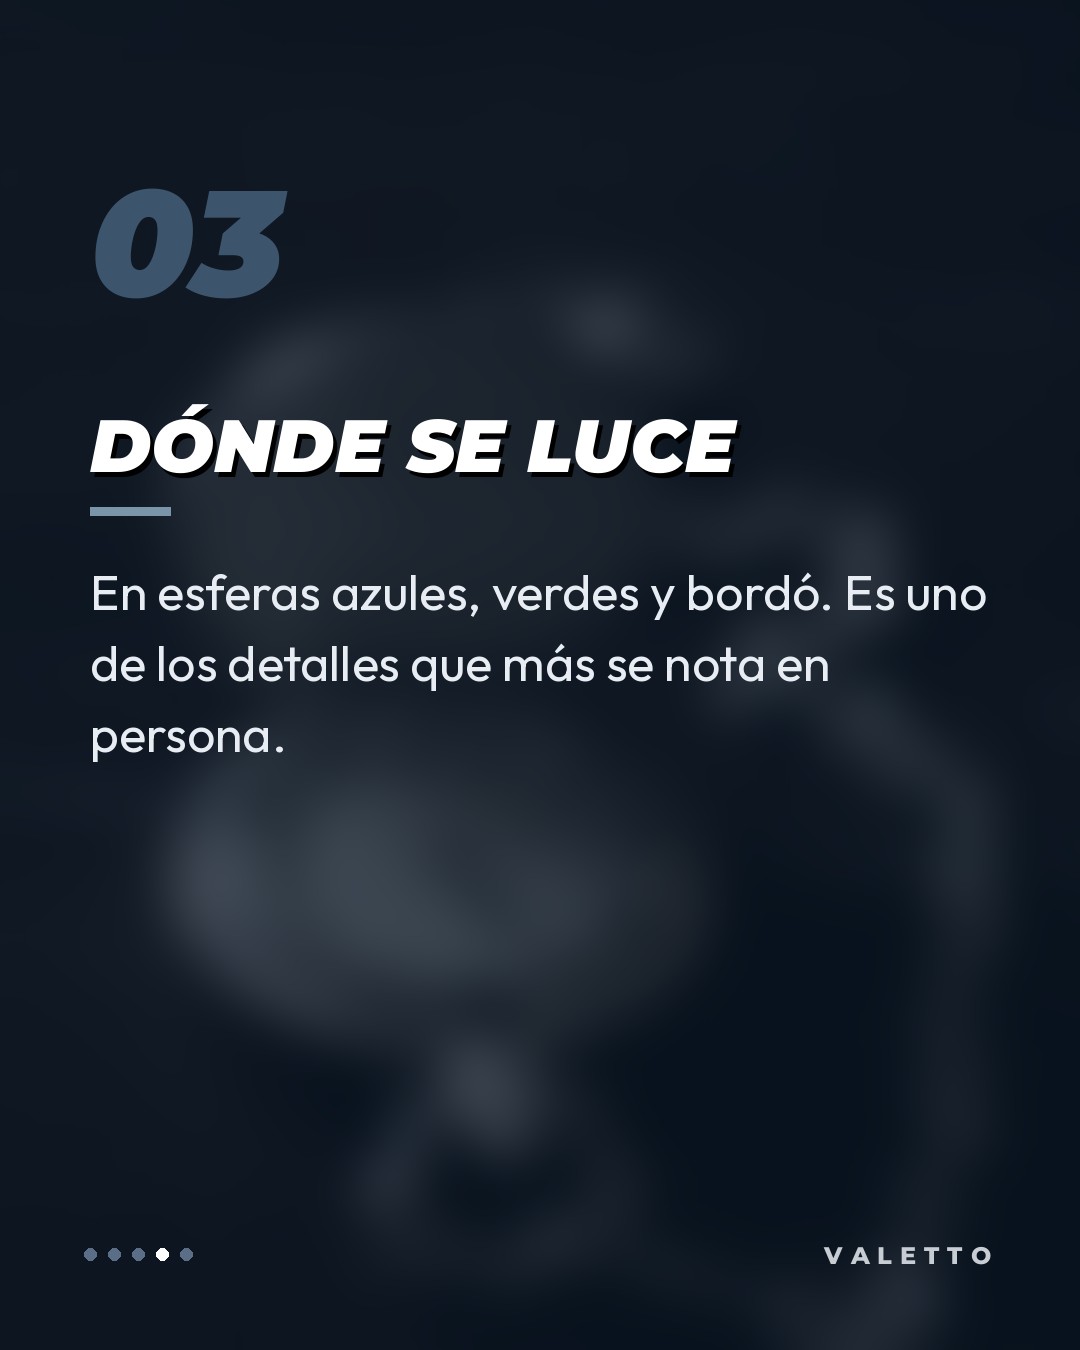 03
DÓNDE SE LUCE
En esferas azules, verdes y bordó. Es uno
de los detalles que más se nota en
persona.
VALETTO